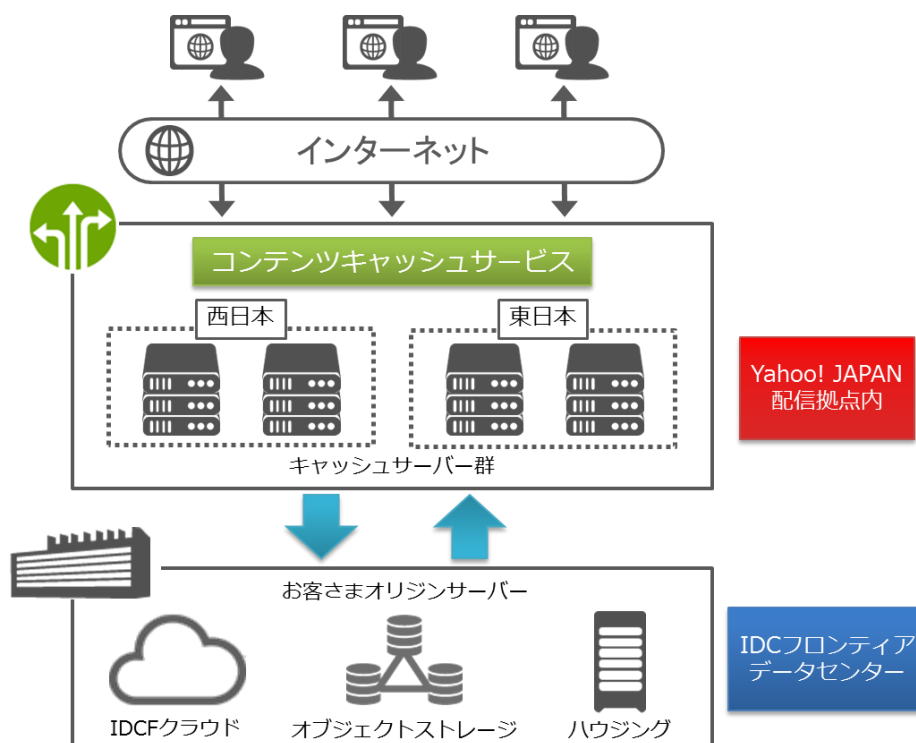 インターネット
コンテンツキャッシュサービス
西日本
東日本
キャッシュサーバー群
Yahoo! JAPAN
配信拠点内
お客さまオリジンサーバー
IDCFクラウド
オブジェクトストレージ
ハウジング
IDCフロンティア
データセンター